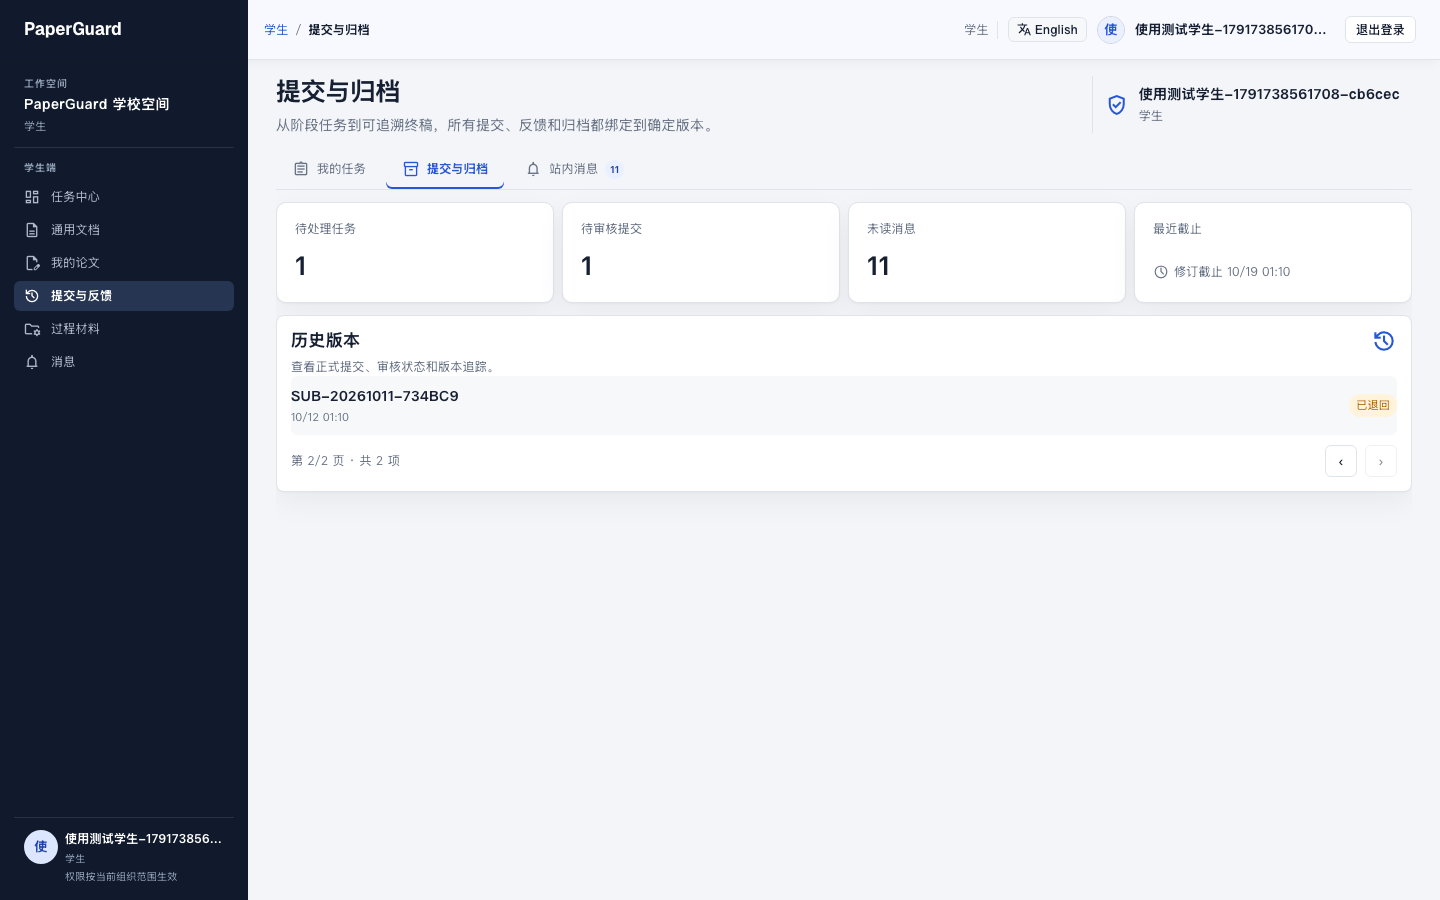 PaperGuard
工作空间
PaperGuard 学校空间
学生
学生端
任务中心
通用文档
我的论文
提交与反馈
过程材料
消息
使
使用测试学生-179173856...
学生
权限按当前组织范围生效
学生 / 提交与归档
学生
English
使
使用测试学生-179173856170...
退出登录
提交与归档
从阶段任务到可追溯终稿，所有提交、反馈和归档都绑定到确定版本。
使用测试学生-1791738561708-cb6cec
学生
我的任务
提交与归档
站内消息 11
待处理任务
1
待审核提交
1
未读消息
11
最近截止
修订截止 10/19 01:10
历史版本
查看正式提交、审核状态和版本追踪。
SUB-20261011-734BC9
10/12 01:10
已退回
第 2/2 页 · 共 2 项
‹
›